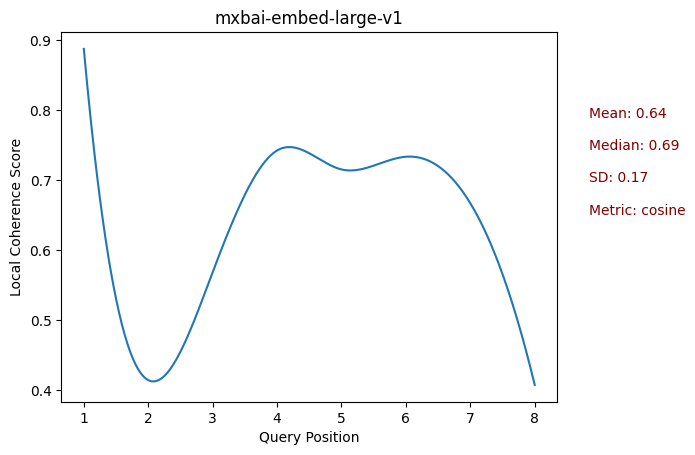 mxbai-embed-large-v1
0.9
0.8
0.7
0.6
0.5
0.4
Local Coherence Score
1 2 3 4 5 6 7 8
Query Position
Mean: 0.64
Median: 0.69
SD: 0.17
Metric: cosine